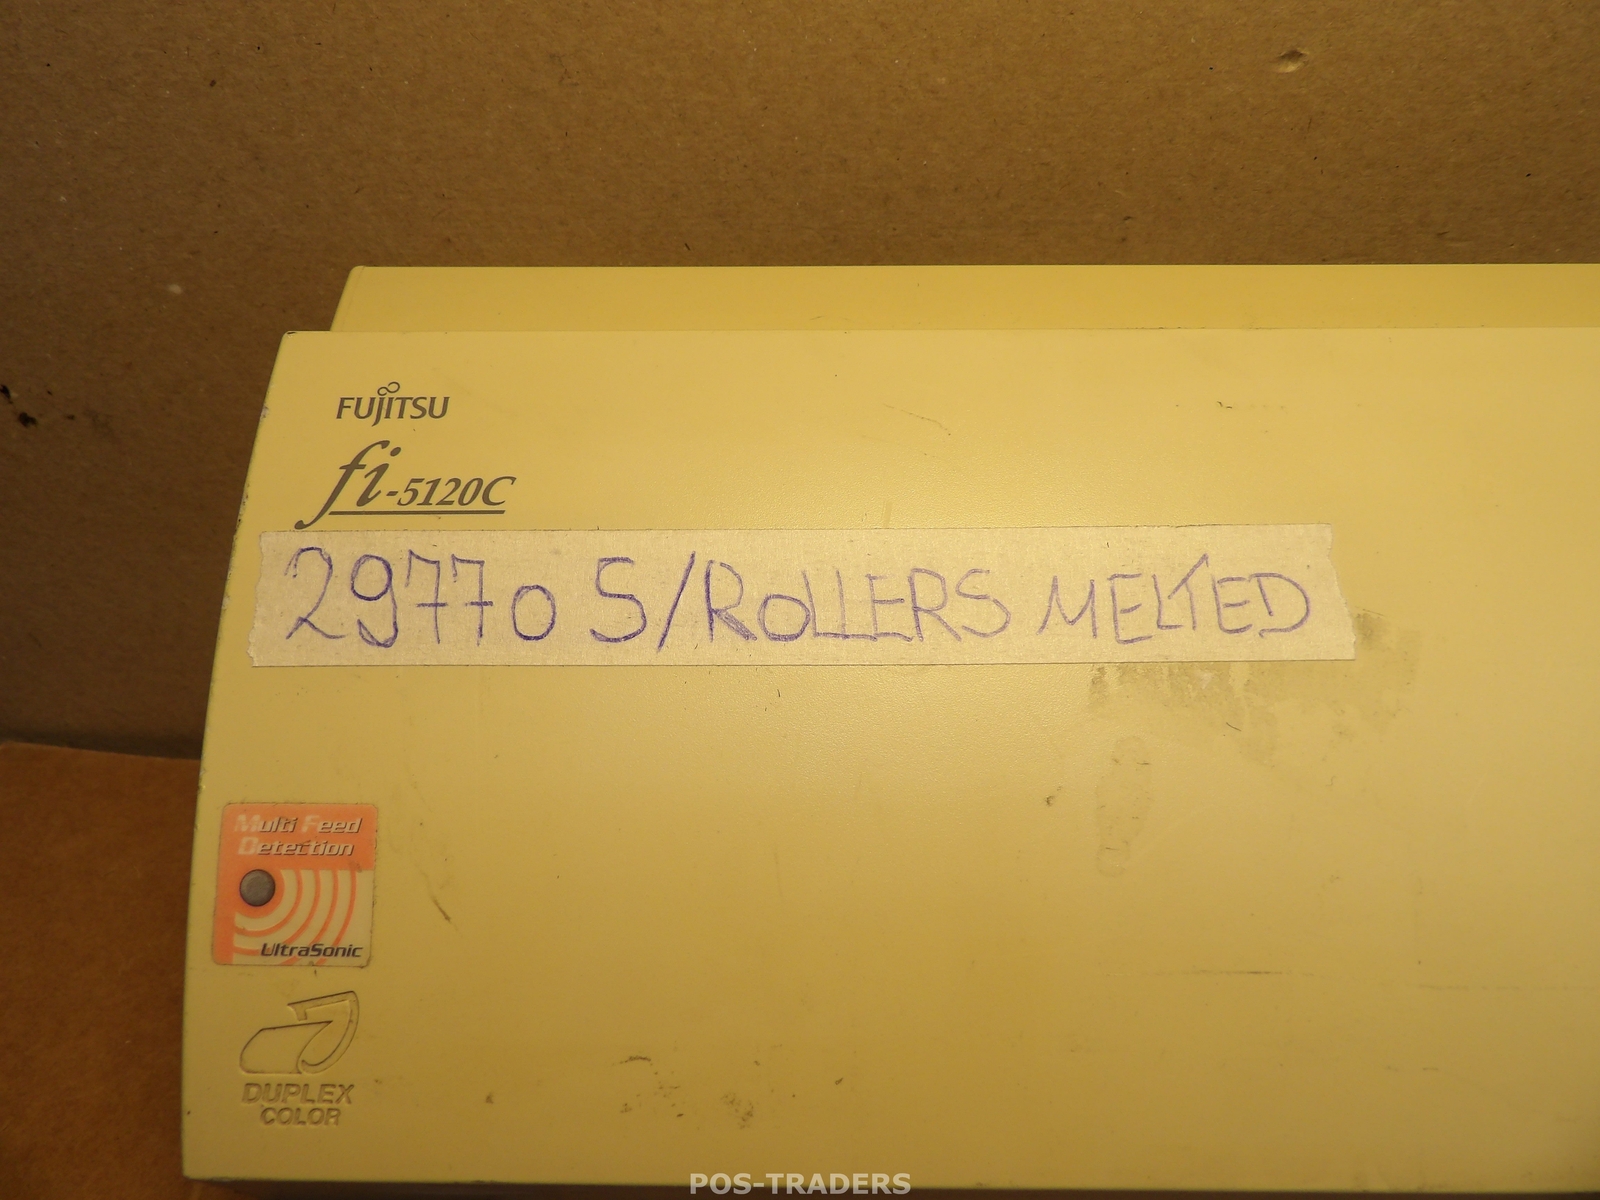 FUJITSU
fi-5120C
29770 S/ROLLERS MELTED
Multi Feed
Detection
UltraSonic
DUPLEX
COLOR
POS-TRADERS